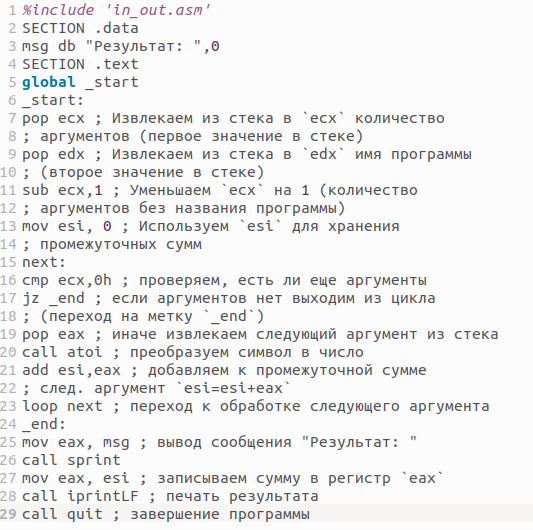 1 %include 'in_out.asm'
2 SECTION .data
3 msg db "Результат: ",0
4 SECTION .text
5 global _start
6 _start:
7 pop ecx ; Извлекаем из стека в `ecx` количество
8 ; аргументов (первое значение в стеке)
9 pop edx ; Извлекаем из стека в `edx` имя программы
10 ; (второе значение в стеке)
11 sub ecx,1 ; Уменьшаем `ecx` на 1 (количество
12 ; аргументов без названия программы)
13 mov esi, 0 ; Используем `esi` для хранения
14 ; промежуточных сумм
15 next:
16 cmp ecx,0h ; проверяем, есть ли еще аргументы
17 jz _end ; если аргументов нет выходим из цикла
18 ; (переход на метку `_end`)
19 pop eax ; иначе извлекаем следующий аргумент из стека
20 call atoi ; преобразуем символ в число
21 add esi,eax ; добавляем к промежуточной сумме
22 ; след. аргумент `esi=esi+eax`
23 loop next ; переход к обработке следующего аргумента
24 _end:
25 mov eax, msg ; вывод сообщения "Результат: "
26 call sprint
27 mov eax, esi ; записываем сумму в регистр `eax`
28 call iprintLF ; печать результата
29 call quit ; завершение программы